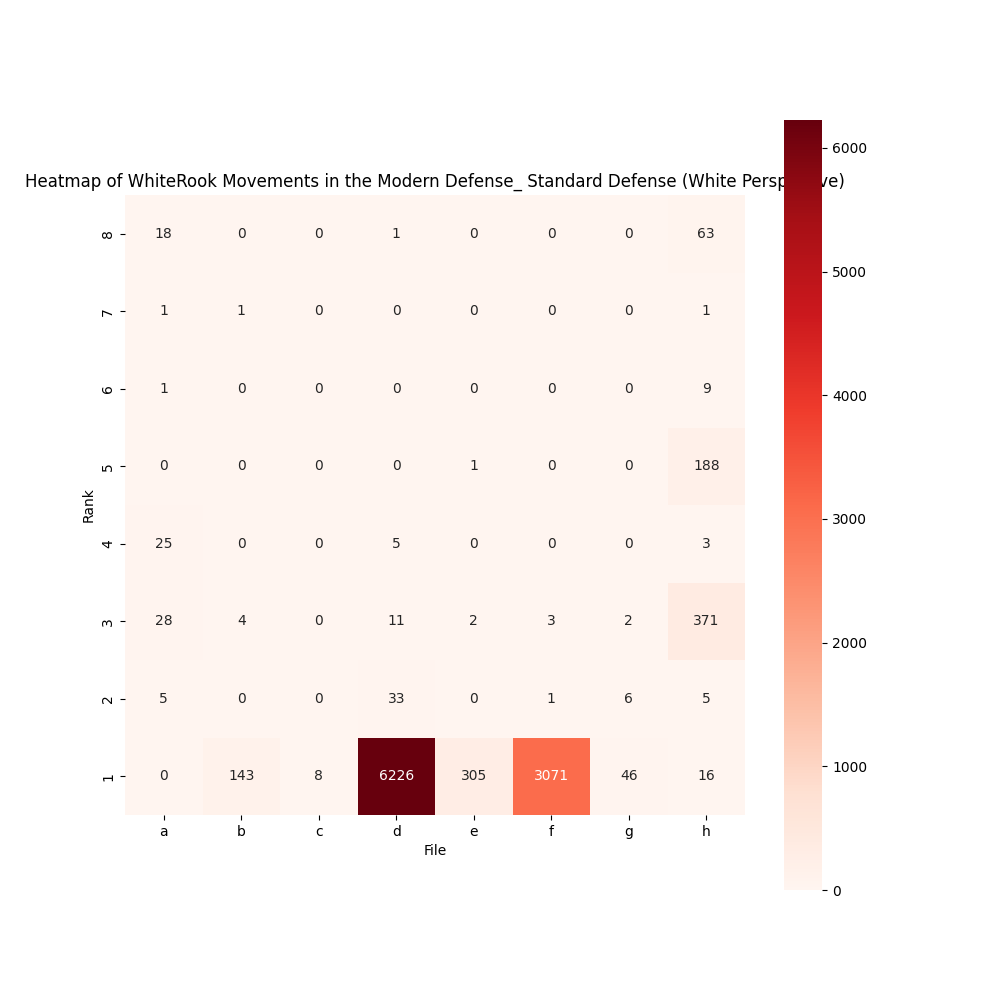 Heatmap of WhiteRook Movements in the Modern Defense_ Standard Defense (White Perspective)
8 18 0 0 1 0 0 0 63
7 1 1 0 0 0 0 0 1
6 1 0 0 0 0 0 0 9
5 0 0 0 0 1 0 0 188
4 25 0 0 5 0 0 0 3
3 28 4 0 11 2 3 2 371
2 5 0 0 33 0 1 6 5
1 0 143 8 6226 305 3071 46 16
a b c d e f g h
File
Rank
6000
5000
4000
3000
2000
1000
0